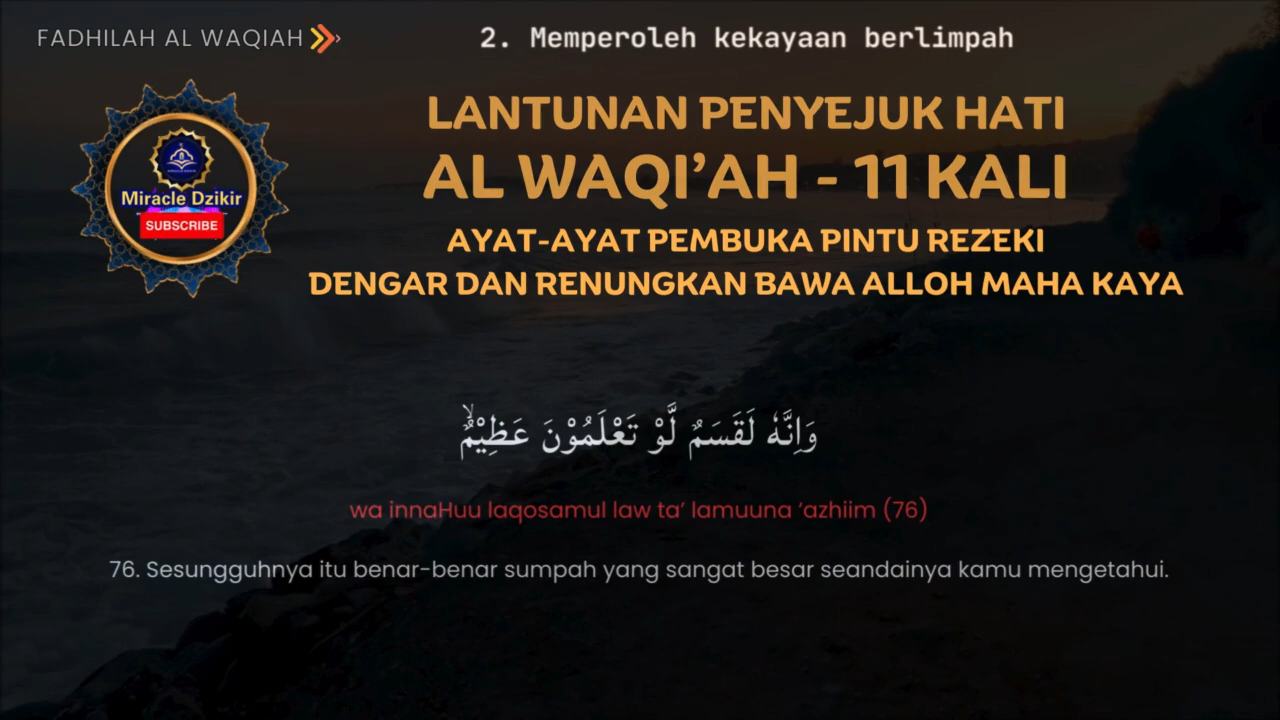 FADHILAH AL WAQIAH
2. Memperoleh kekayaan berlimpah
LANTUNAN PENYEJUK HATI
AL WAQI’AH - 11 KALI
AYAT-AYAT PEMBUKA PINTU REZEKI
DENGAR DAN RENUNGKAN BAWA ALLOH MAHA KAYA
Miracle Dzikir
SUBSCRIBE
وَاِنَّهٗ لَقَسَمٌ لَّوْ تَعْلَمُوْنَ عَظِيْمٌۙ
wa innaHuu laqosamul law ta’ lamuuna ’azhiim (76)
76. Sesungguhnya itu benar-benar sumpah yang sangat besar seandainya kamu mengetahui.